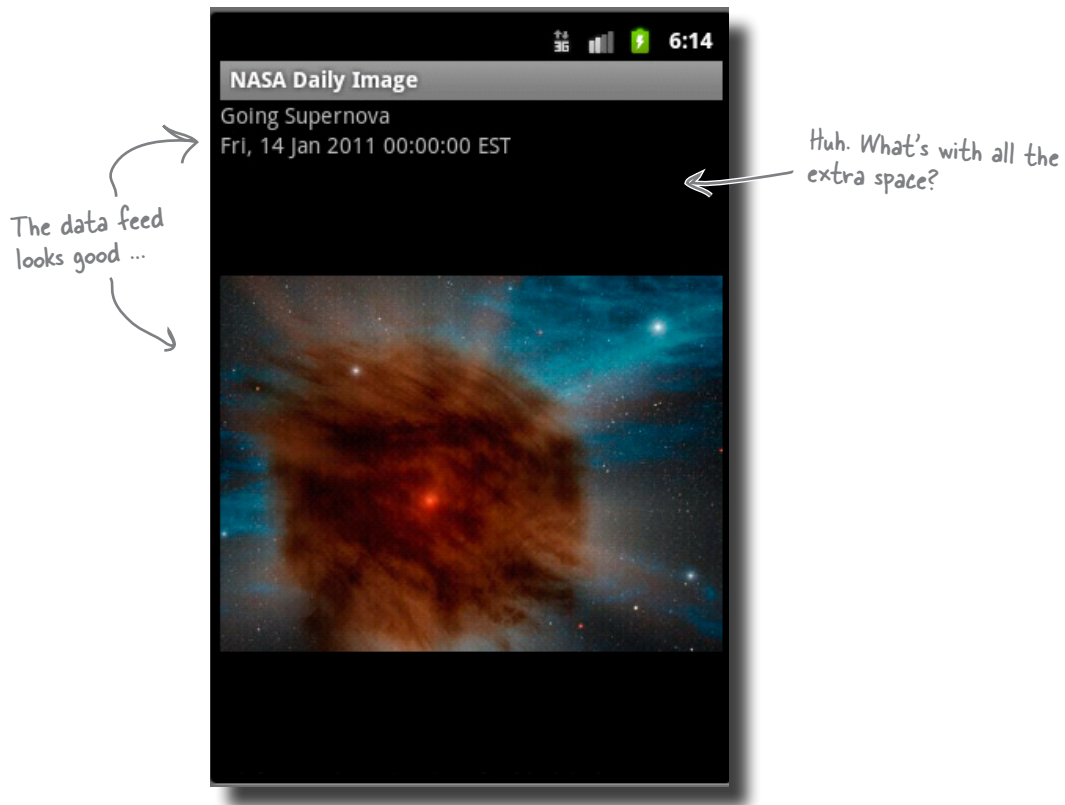 3G
6:14
NASA Daily Image
Going Supernova
Fri, 14 Jan 2011 00:00:00 EST
Huh. What's with all the
extra space?
The data feed
looks good ...